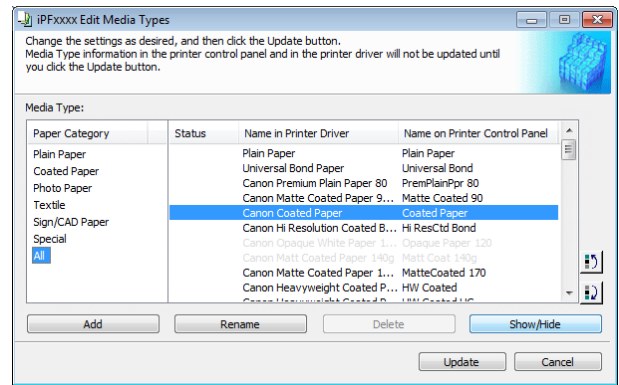 iPFxxxx Edit Media Types
Change the settings as desired, and then click the Update button.
Media Type information in the printer control panel and in the printer driver will not be updated until
you click the Update button.
Media Type:
Paper Category Status Name in Printer Driver Name on Printer Control Panel
Plain Paper
Coated Paper
Photo Paper
Textile
Sign/CAD Paper
Special
All
Plain Paper Plain Paper
Universal Bond Paper Universal Bond
Canon Premium Plain Paper 80 PremPlainPpr 80
Canon Matte Coated Paper 9... Matte Coated 90
Canon Coated Paper Coated Paper
Canon Hi Resolution Coated B... Hi ResCtd Bond
Canon Opaque White Paper 1... Opaque Paper 120
Canon Matt Coated Paper 140g Matt Coat 140g
Canon Matte Coated Paper 1... MatteCoated 170
Canon Heavyweight Coated P... HW Coated
Canon Heavyweight Coated P... HW Coated HG
Add Rename Delete Show/Hide
Update Cancel